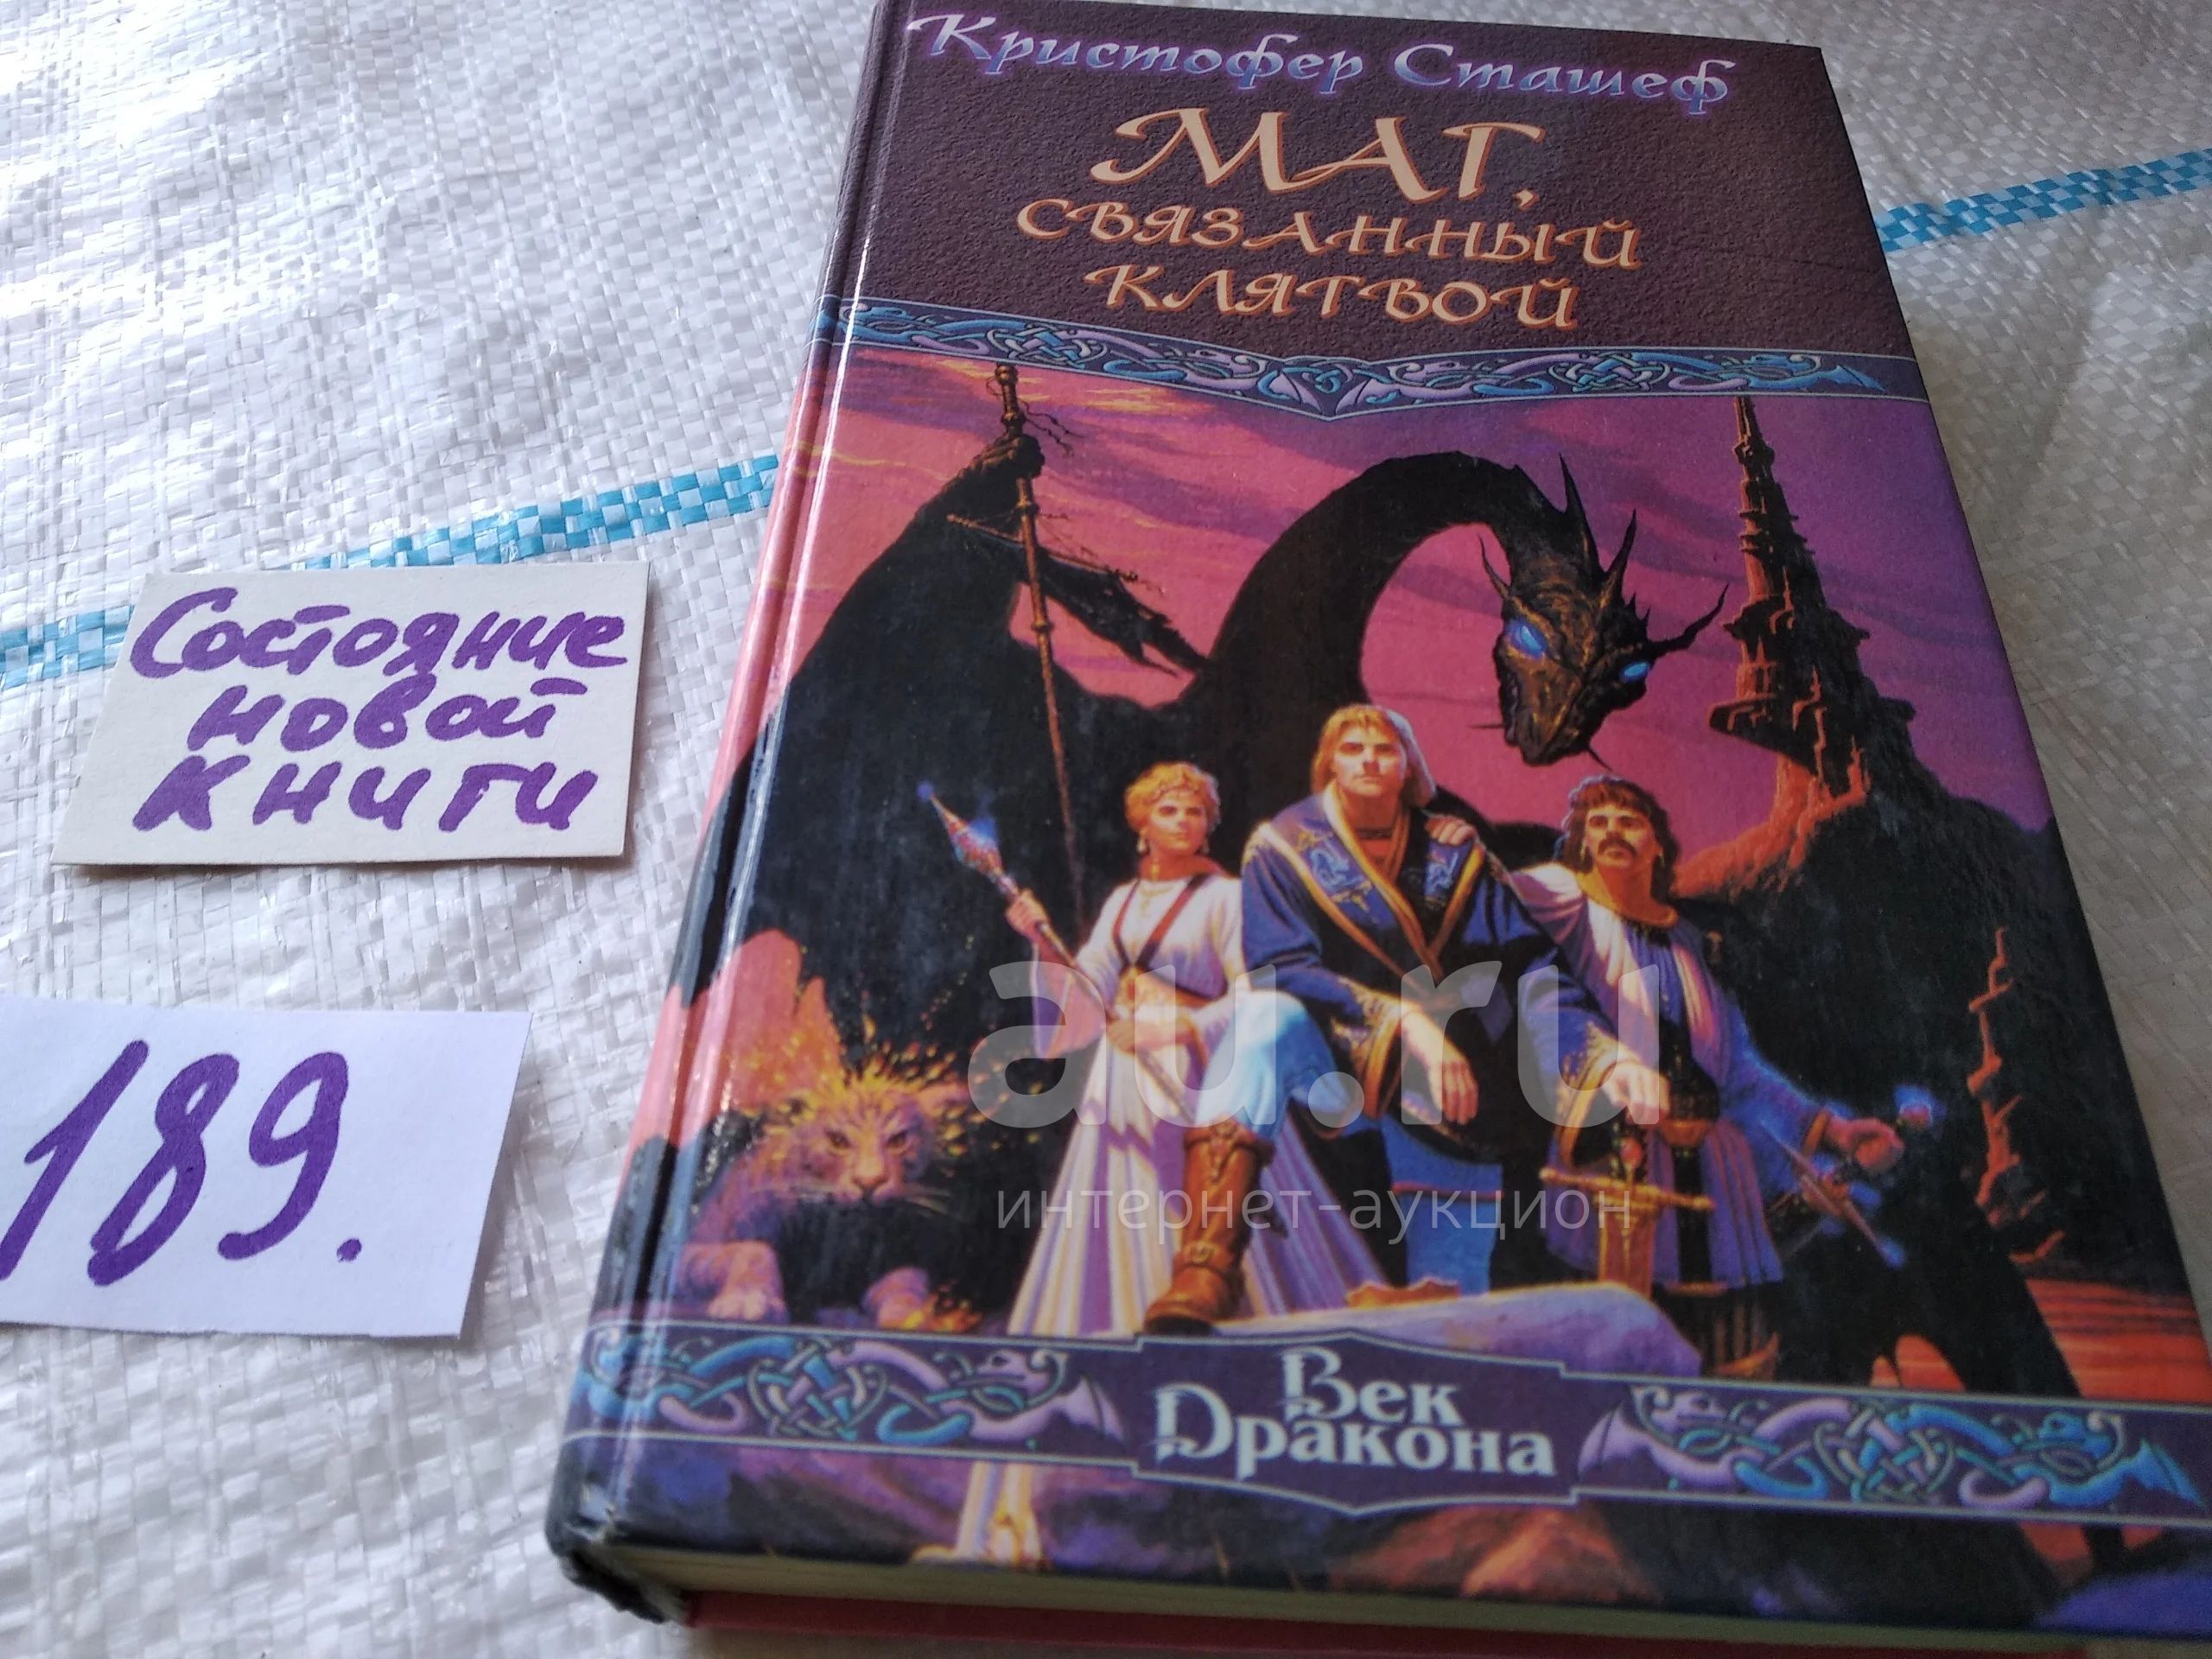 Кристофер Сташеф
МАГ,
СВЯЗАННЫЙ
КЛЯТВОЙ
Состояние
новой
книги
189.
au.ru
интернет-аукцион
Век
Дракона